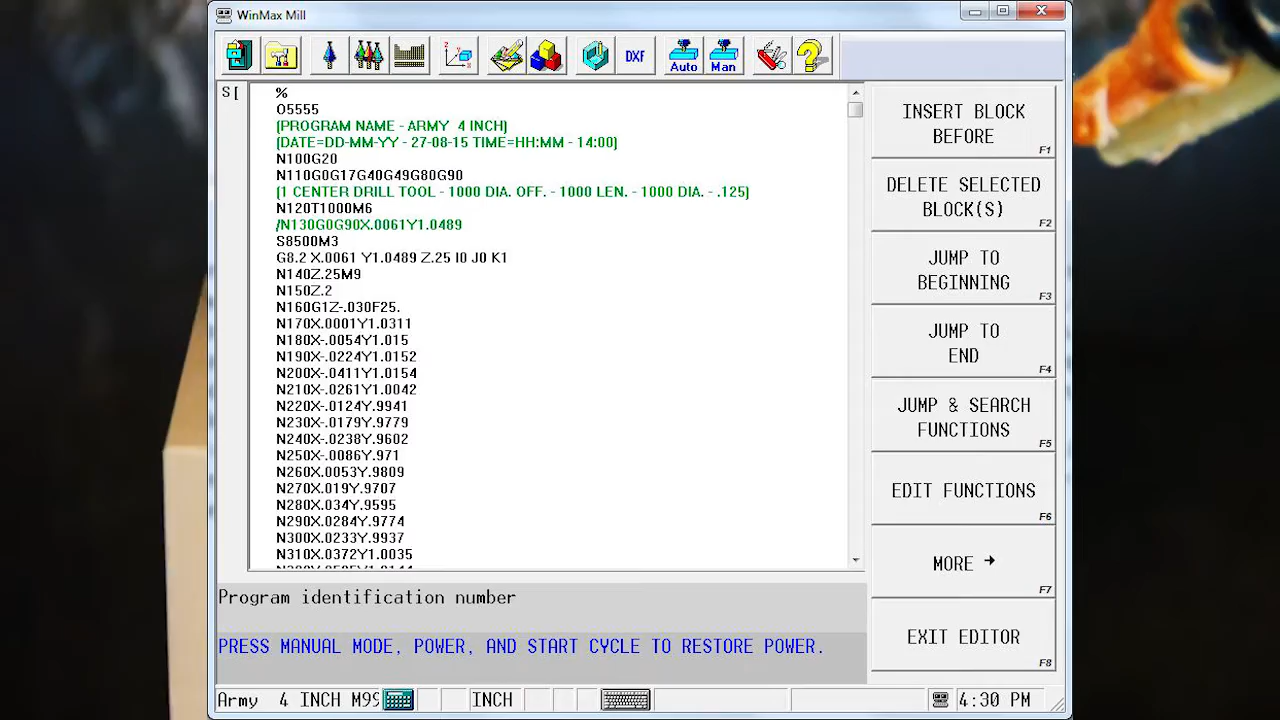 WinMax Mill
DXF
Auto
Man
S[
%
O5555
(PROGRAM NAME - ARMY  4 INCH)
(DATE=DD-MM-YY - 27-08-15 TIME=HH:MM - 14:00)
N100G20
N110G0G17G40G49G80G90
(1 CENTER DRILL TOOL - 1000 DIA. OFF. - 1000 LEN. - 1000 DIA. - .125)
N120T1000M6
/N130G0G90X.0061Y1.0489
S8500M3
G8.2 X.0061 Y1.0489 Z.25 I0 J0 K1
N140Z.25M9
N150Z.2
N160G1Z-.030F25.
N170X.0001Y1.0311
N180X-.0054Y1.015
N190X-.0224Y1.0152
N200X-.0411Y1.0154
N210X-.0261Y1.0042
N220X-.0124Y.9941
N230X-.0179Y.9779
N240X-.0238Y.9602
N250X-.0086Y.971
N260X.0053Y.9809
N270X.019Y.9707
N280X.034Y.9595
N290X.0284Y.9774
N300X.0233Y.9937
N310X.0372Y1.0035
INSERT BLOCK
BEFORE
F1
DELETE SELECTED
BLOCK(S)
F2
JUMP TO
BEGINNING
F3
JUMP TO
END
F4
JUMP & SEARCH
FUNCTIONS
F5
EDIT FUNCTIONS
F6
MORE →
F7
EXIT EDITOR
F8
Program identification number
PRESS MANUAL MODE, POWER, AND START CYCLE TO RESTORE POWER.
Army  4 INCH M99
INCH
4:30 PM